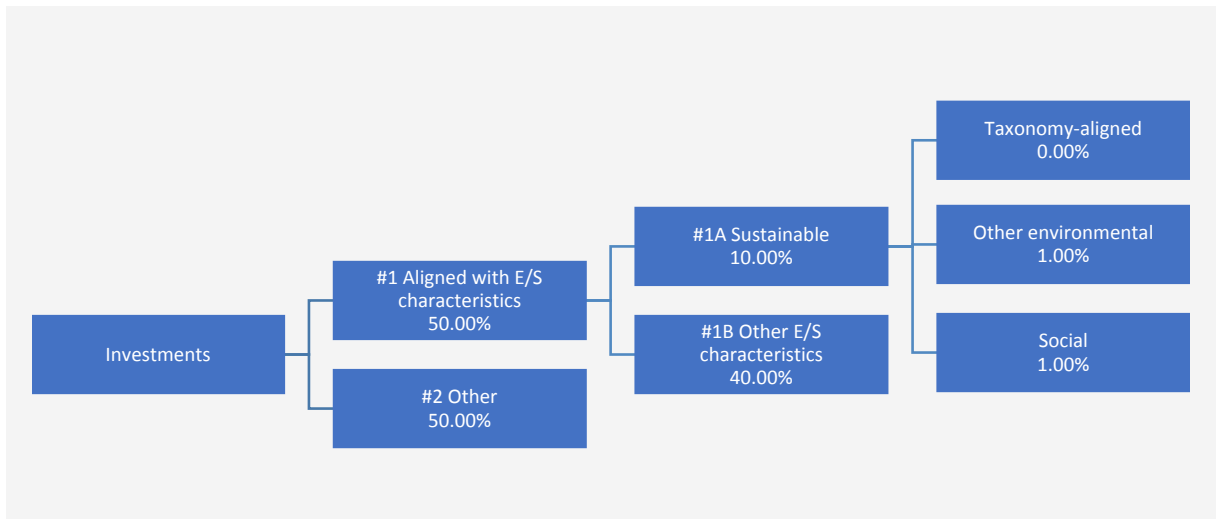 Investments
#1 Aligned with E/S
characteristics
50.00%
#2 Other
50.00%
#1A Sustainable
10.00%
#1B Other E/S
characteristics
40.00%
Taxonomy-aligned
0.00%
Other environmental
1.00%
Social
1.00%